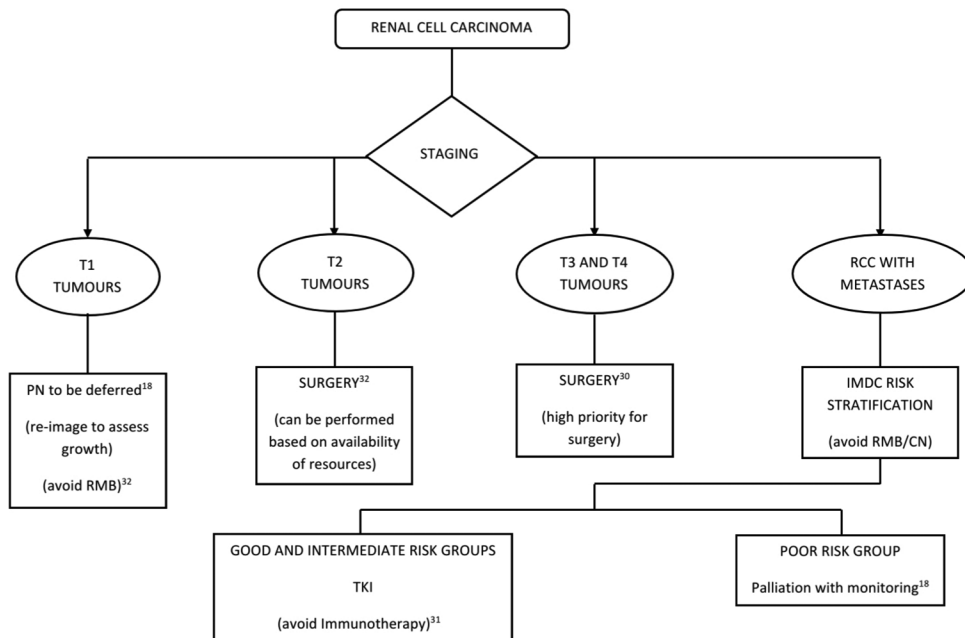 RENAL CELL CARCINOMA
STAGING
T1
TUMOURS
T2
TUMOURS
T3 AND T4
TUMOURS
RCC WITH
METASTASES
PN to be deferred18
(re-image to assess
growth)
(avoid RMB)32
SURGERY32
(can be performed
based on availability
of resources)
SURGERY30
(high priority for
surgery)
IMDC RISK
STRATIFICATION
(avoid RMB/CN)
GOOD AND INTERMEDIATE RISK GROUPS
TKI
(avoid Immunotherapy)31
POOR RISK GROUP
Palliation with monitoring18